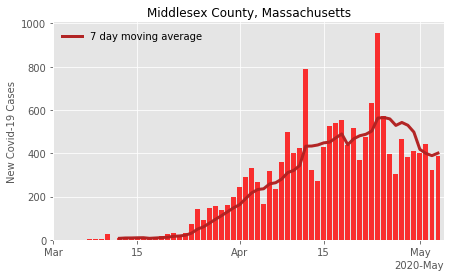 Middlesex County, Massachusetts
7 day moving average
New Covid-19 Cases
1000
800
600
400
200
0
Mar 15 Apr 15 May
2020-May